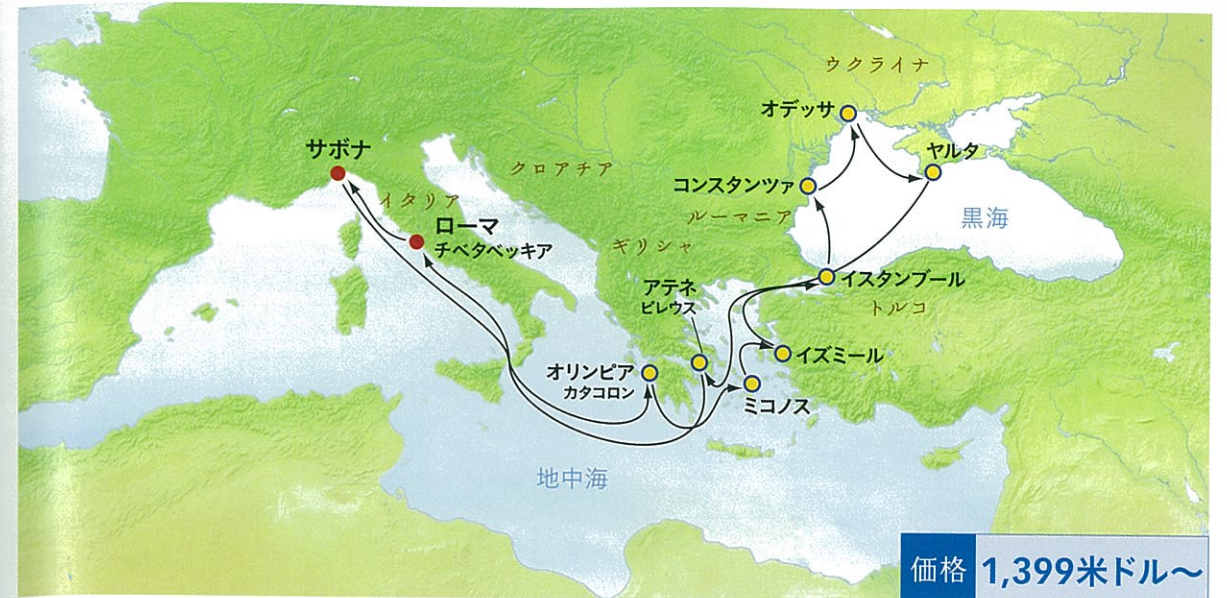 ウクライナ
オデッサ
サボナ
ヤルタ
クロアチア
コンスタンツァ
イタリア
ルーマニア
黒海
ローマ
チベタベッキア
ギリシャ
イスタンブール
アテネ
ピレウス
トルコ
イズミール
オリンピア
カタコロン
ミコノス
地中海
価格 1,399米ドル～